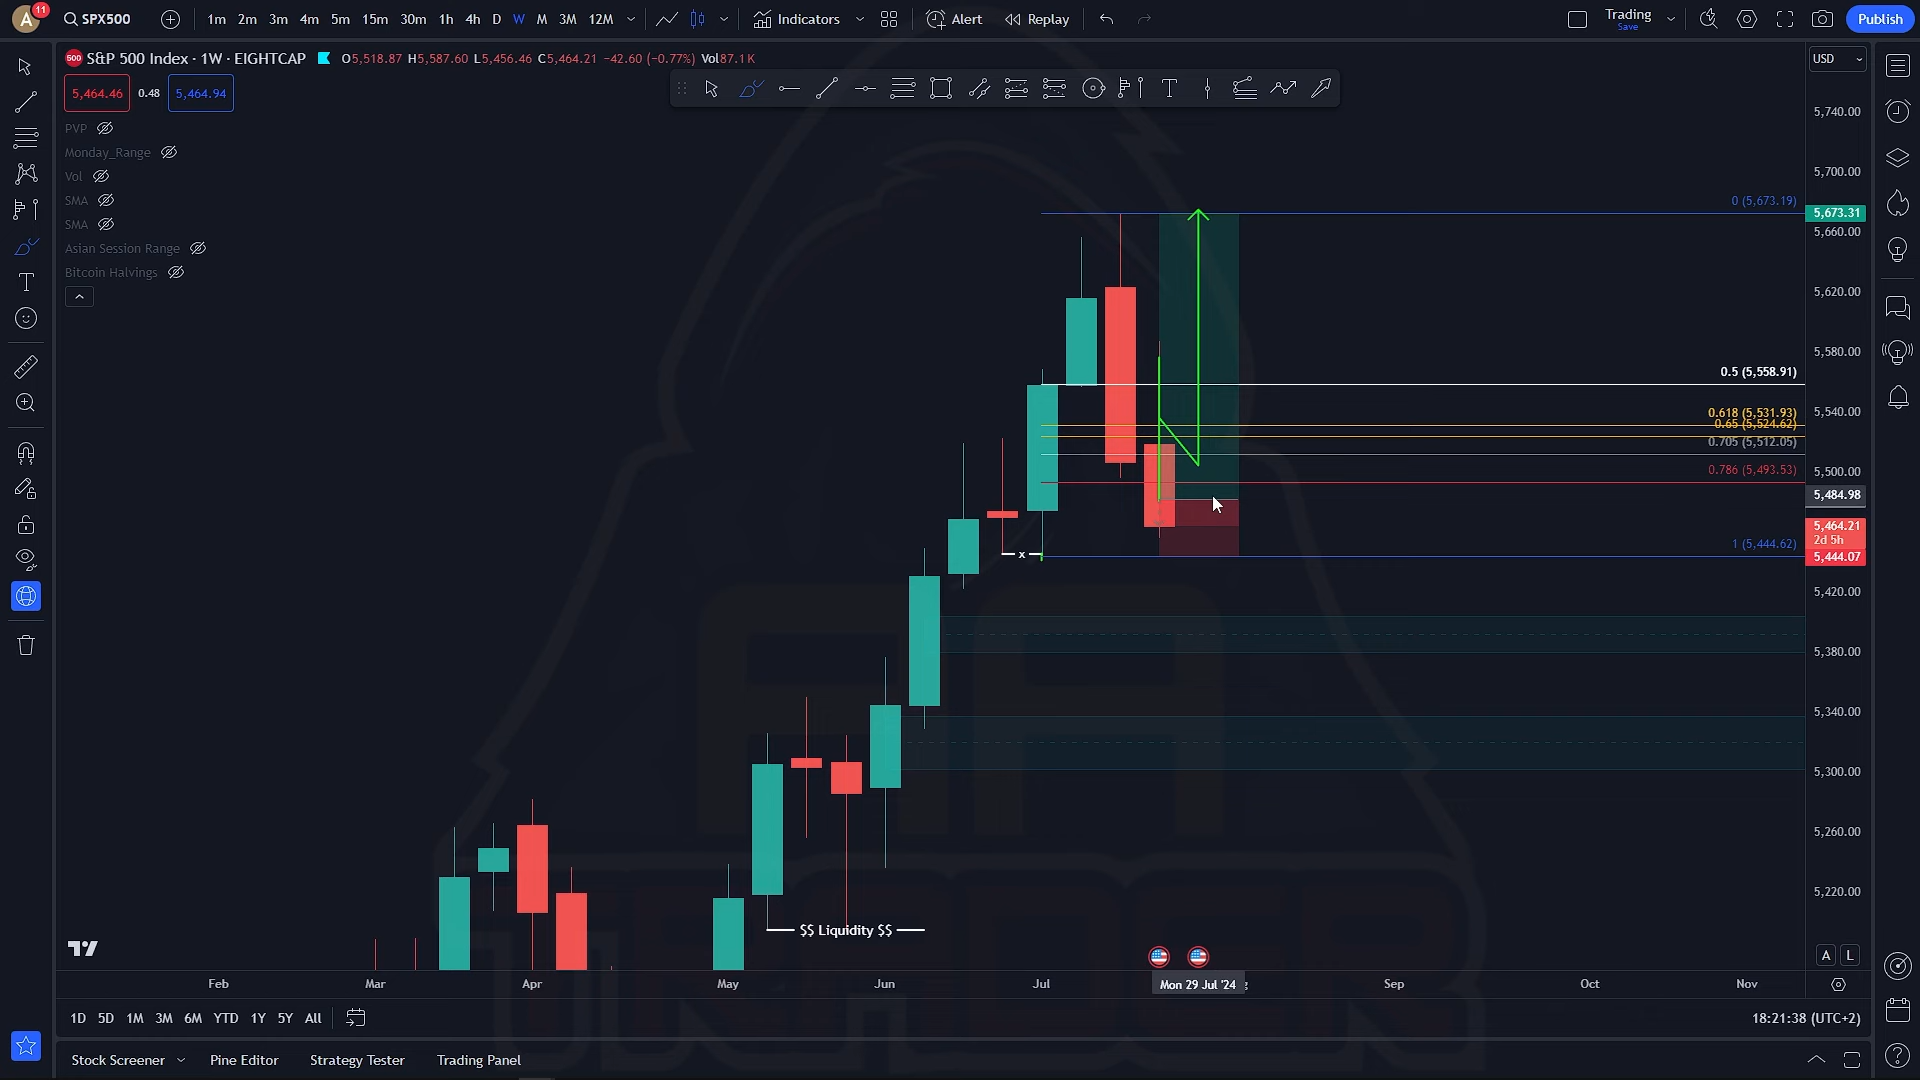 A 11 SPX500 1m 2m 3m 4m 5m 15m 30m 1h 4h D W M 3M 12M Indicators Alert Replay Trading Save Publish
500 S&P 500 Index · 1W · EIGHTCAP O5,518.87 H5,587.60 L5,456.46 C5,464.21 −42.60 (−0.77%) Vol87.1K USD
5,464.46 0.48 5,464.94
5,740.00
PVP
Monday_Range
5,700.00
Vol
SMA
0 (5,673.19)
5,673.31
SMA
5,660.00
Asian Session Range
Bitcoin Halvings
5,620.00
5,580.00
0.5 (5,558.91)
0.618 (5,531.93)
5,540.00
0.65 (5,524.62)
0.705 (5,512.05)
0.786 (5,493.53)
5,500.00
5,484.98
5,464.21
2d 5h
1 (5,444.62)
x
5,444.07
5,420.00
5,380.00
5,340.00
5,300.00
5,260.00
5,220.00
$$ Liquidity $$
A L
Feb Mar Apr May Jun Jul Mon 29 Jul '24 Sep Oct Nov
1D 5D 1M 3M 6M YTD 1Y 5Y All 18:21:38 (UTC+2)
Stock Screener Pine Editor Strategy Tester Trading Panel